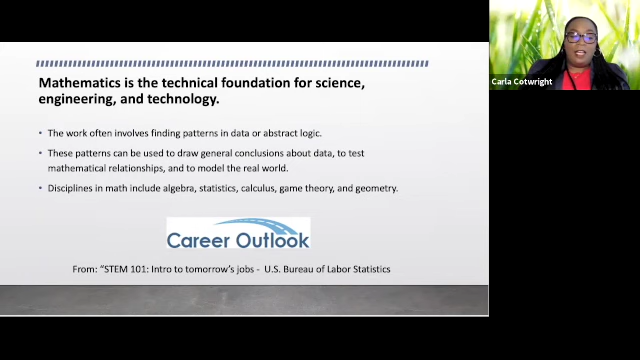 Mathematics is the technical foundation for science,
engineering, and technology.
• The work often involves finding patterns in data or abstract logic.
• These patterns can be used to draw general conclusions about data, to test
mathematical relationships, and to model the real world.
• Disciplines in math include algebra, statistics, calculus, game theory, and geometry.
Career Outlook
From: “STEM 101: Intro to tomorrow’s jobs - U.S. Bureau of Labor Statistics
Carla Cotwright